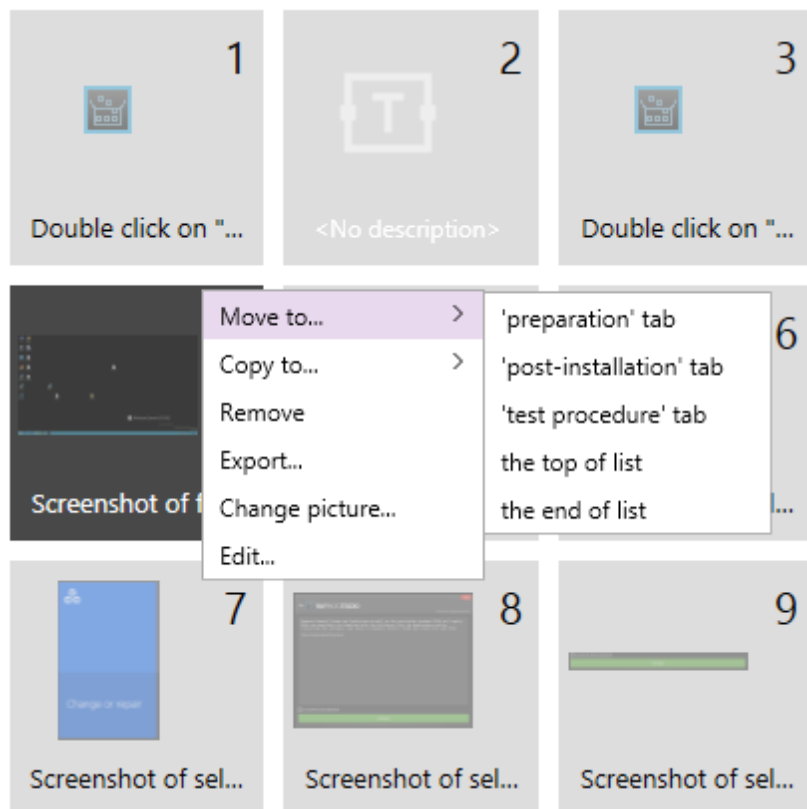 1
2
3
Double click on "...
<No description>
Double click on "...
Move to...
Copy to...
Remove
Export...
Change picture...
Edit...
'preparation' tab
'post-installation' tab
'test procedure' tab
the top of list
the end of list
6
Screenshot of f
...
7
8
9
Change or repair
Screenshot of sel...
Screenshot of sel...
Screenshot of sel...